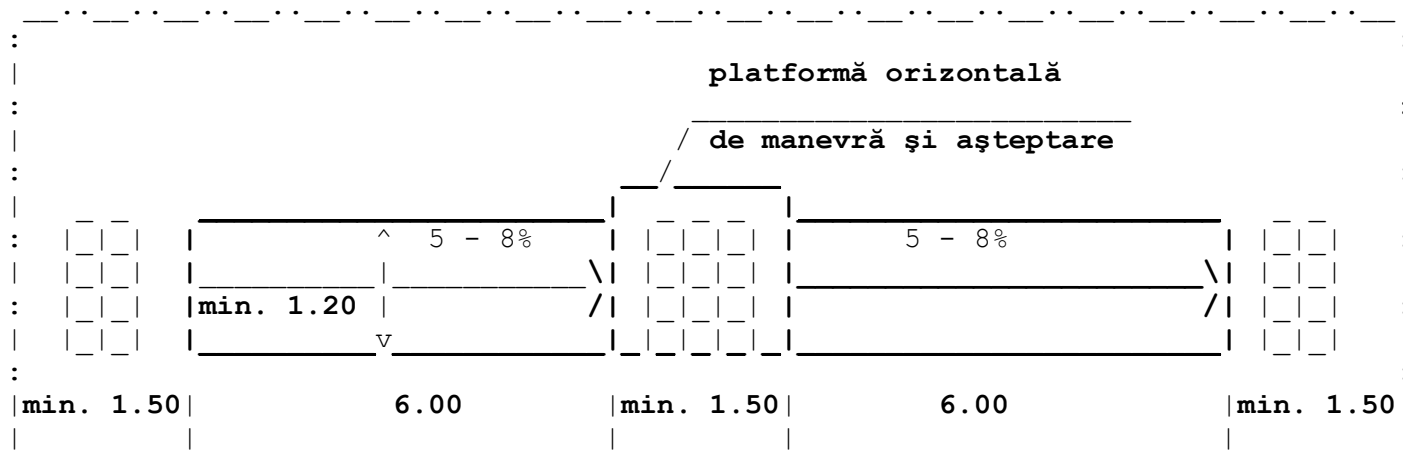 platformă orizontală
de manevră şi aşteptare
5 - 8% 5 - 8%
min. 1.20
min. 1.50 6.00 min. 1.50 6.00 min. 1.50